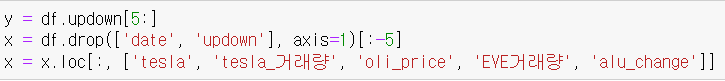 y = df.updown[5:]
x = df.drop(['date', 'updown'], axis=1)[:-5]
x = x.loc[:, ['tesla', 'tesla_거래량', 'oli_price', 'EVE거래량', 'alu_change']]